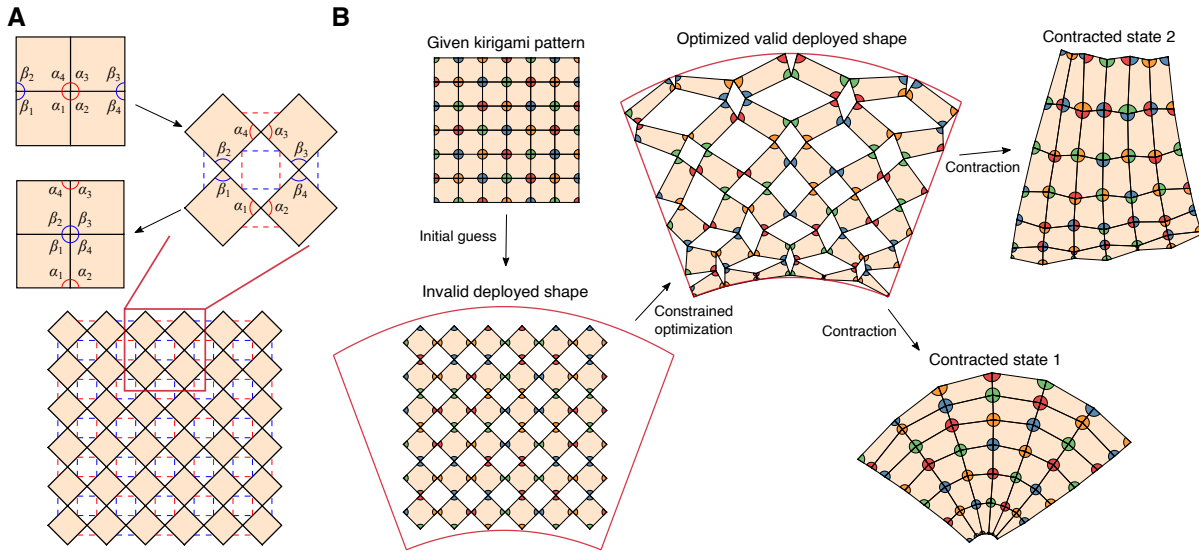 A
β2 α4 α3 β3
β1 α1 α2 β4
α4 α3
β2 β3
β1 β4
α1 α2
α4 α3
β2 β3
β1 β4
α1 α2
B
Given kirigami pattern
Initial guess
Invalid deployed shape
Optimized valid deployed shape
Constrained
optimization
Contraction
Contracted state 2
Contraction
Contracted state 1